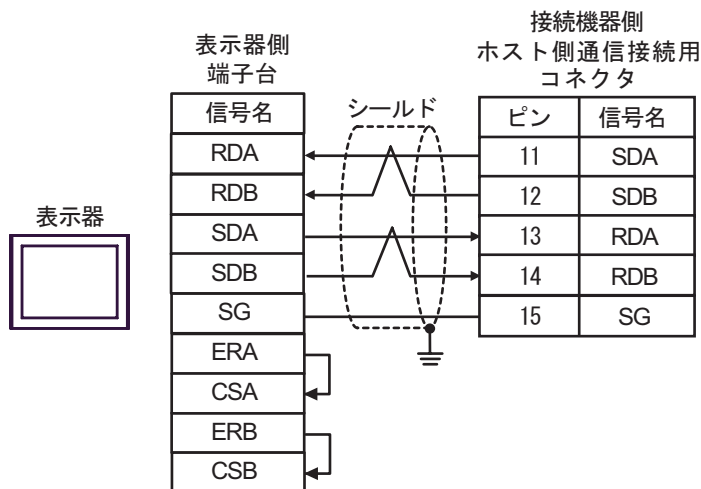 表示器
表示器側
端子台
信号名
RDA
RDB
SDA
SDB
SG
ERA
CSA
ERB
CSB
シールド
接続機器側
ホスト側通信接続用
コネクタ
ピン 信号名
11 SDA
12 SDB
13 RDA
14 RDB
15 SG